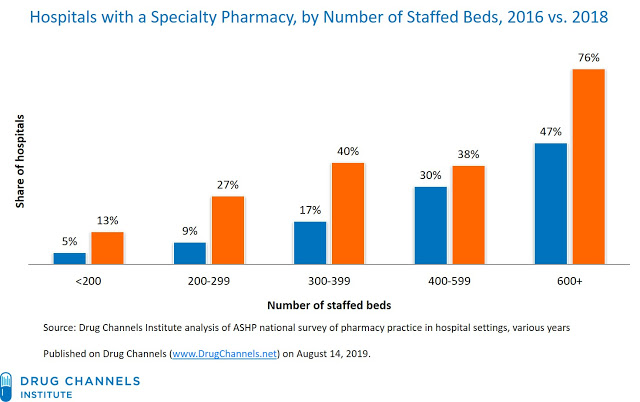 Hospitals with a Specialty Pharmacy, by Number of Staffed Beds, 2016 vs. 2018
Share of hospitals
5%
13%
9%
27%
17%
40%
30%
38%
47%
76%
<200
200-299
300-399
400-599
600+
Number of staffed beds
Source: Drug Channels Institute analysis of ASHP national survey of pharmacy practice in hospital settings, various years
Published on Drug Channels (www.DrugChannels.net) on August 14, 2019.
DRUG CHANNELS
INSTITUTE